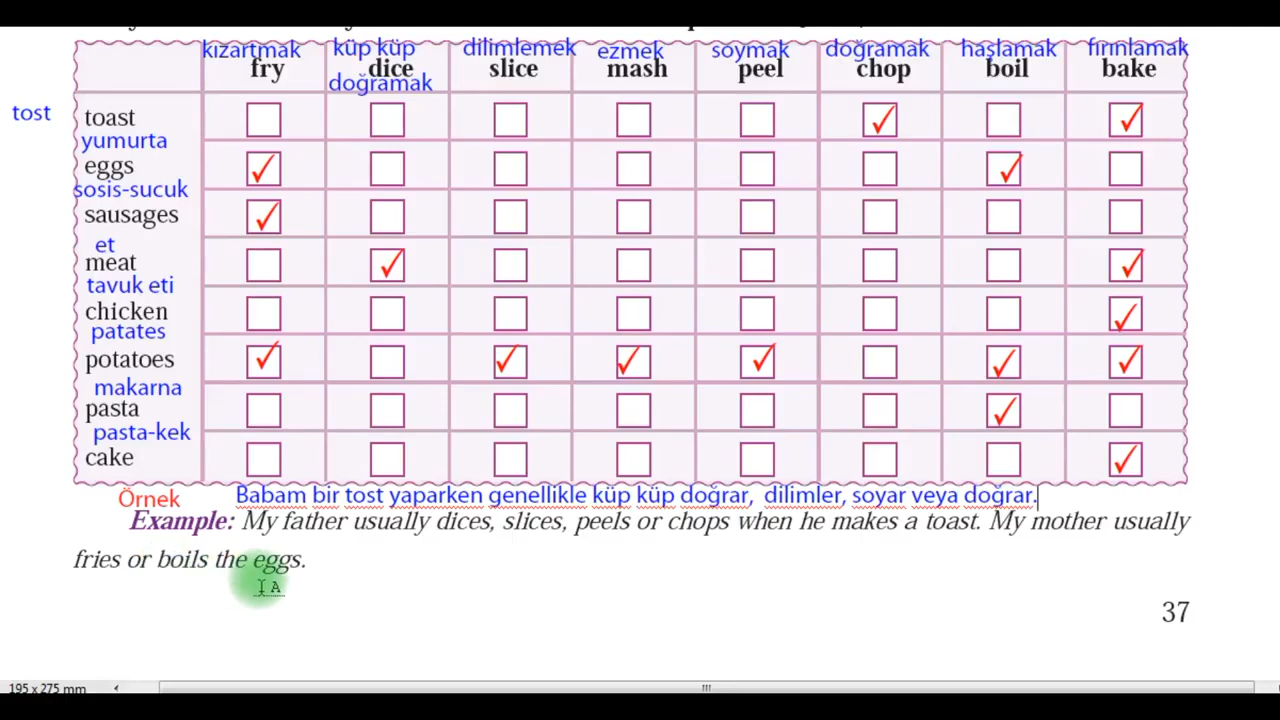 kızartmak küp küp dilimlemek ezmek soymak doğramak haşlamak fırınlamak
fry dice slice mash peel chop boil bake
doğramak
tost toast
yumurta
eggs
sosis-sucuk
sausages
et
meat
tavuk eti
chicken
patates
potatoes
makarna
pasta
pasta-kek
cake
Örnek Babam bir tost yaparken genellikle küp küp doğrar, dilimler, soyar veya doğrar.
Example: My father usually dices, slices, peels or chops when he makes a toast. My mother usually
fries or boils the eggs.
A
37
195 x 275 mm